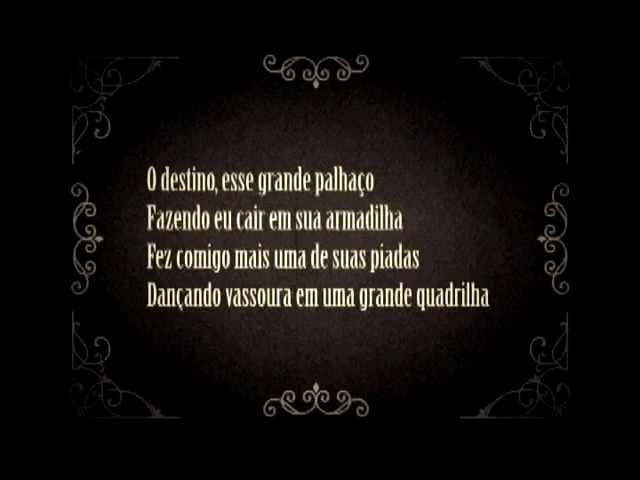 O destino, esse grande palhaço
Fazendo eu cair em sua armadilha
Fez comigo mais uma de suas piadas
Dançando vassoura em uma grande quadrilha